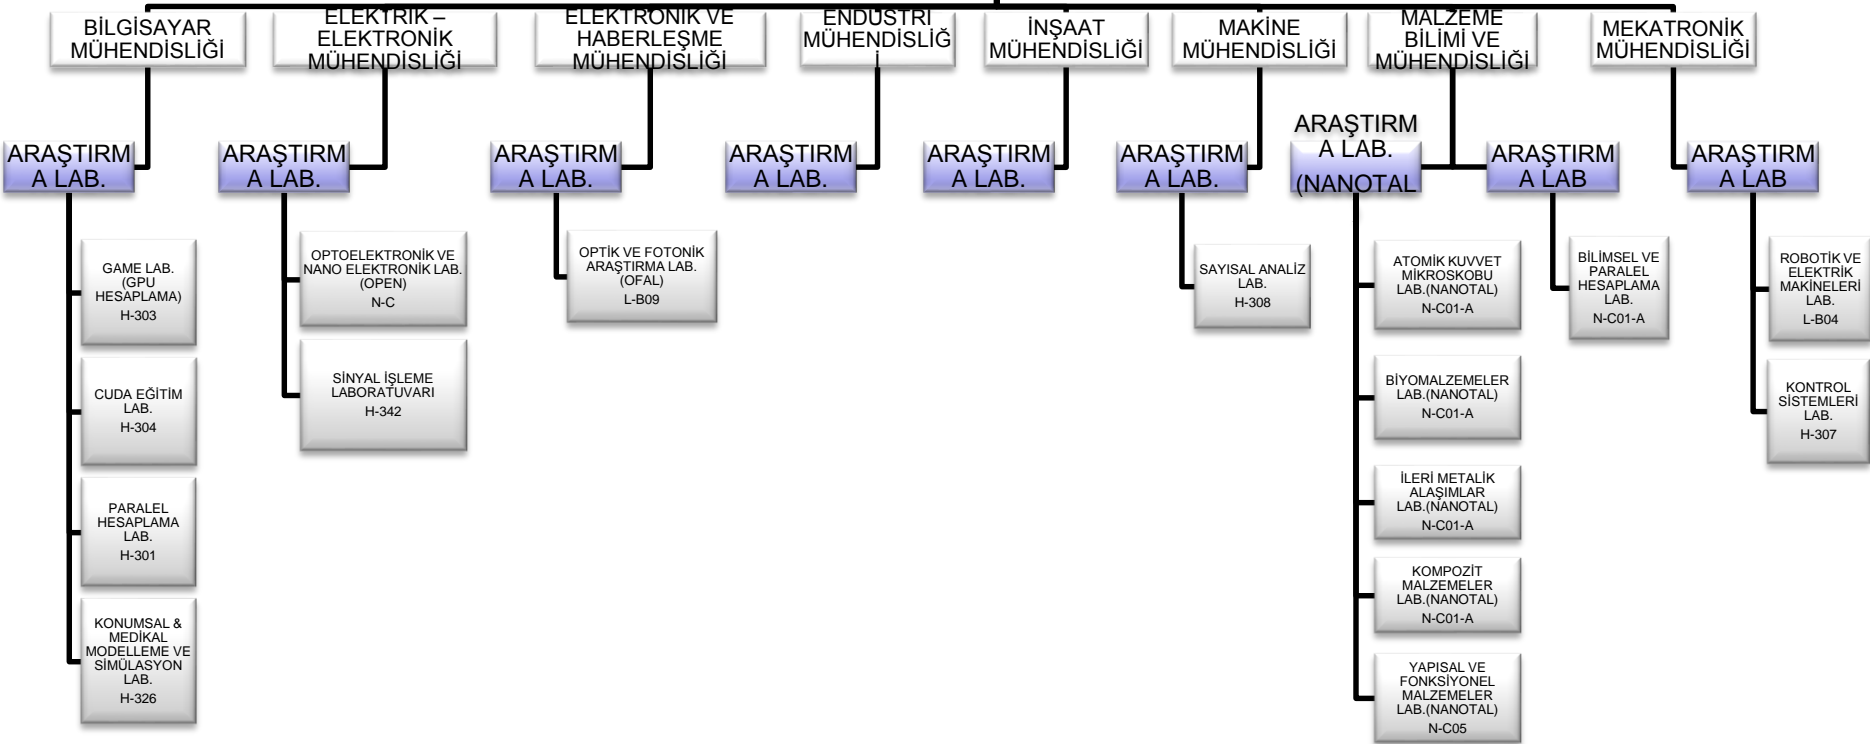 BİLGİSAYAR
MÜHENDİSLİĞİ
ELEKTRİK –
ELEKTRONİK
MÜHENDİSLİĞİ
ELEKTRONİK VE
HABERLEŞME
MÜHENDİSLİĞİ
ENDÜSTRİ
MÜHENDİSLİĞ
İ
İNŞAAT
MÜHENDİSLİĞİ
MAKİNE
MÜHENDİSLİĞİ
MALZEME
BİLİMİ VE
MÜHENDİSLİĞİ
MEKATRONİK
MÜHENDİSLİĞİ
ARAŞTIRM
A LAB.
ARAŞTIRM
A LAB.
ARAŞTIRM
A LAB.
ARAŞTIRM
A LAB.
ARAŞTIRM
A LAB.
ARAŞTIRM
A LAB.
ARAŞTIRM
A LAB.
(NANOTAL
ARAŞTIRM
A LAB
ARAŞTIRM
A LAB
GAME LAB.
(GPU
HESAPLAMA)
H-303
CUDA EĞİTİM
LAB.
H-304
PARALEL
HESAPLAMA
LAB.
H-301
KONUMSAL &
MEDİKAL
MODELLEME VE
SİMÜLASYON
LAB.
H-326
OPTOELEKTRONİK VE
NANO ELEKTRONİK LAB.
(OPEN)
N-C
SİNYAL İŞLEME
LABORATUVARI
H-342
OPTİK VE FOTONİK
ARAŞTIRMA LAB.
(OFAL)
L-B09
SAYISAL ANALİZ
LAB.
H-308
ATOMİK KUVVET
MİKROSKOBU
LAB.(NANOTAL)
N-C01-A
BİYOMALZEMELER
LAB.(NANOTAL)
N-C01-A
İLERİ METALİK
ALAŞIMLAR
LAB.(NANOTAL)
N-C01-A
KOMPOZİT
MALZEMELER
LAB.(NANOTAL)
N-C01-A
YAPISAL VE
FONKSİYONEL
MALZEMELER
LAB.(NANOTAL)
N-C05
BİLİMSEL VE
PARALEL
HESAPLAMA
LAB.
N-C01-A
ROBOTİK VE
ELEKTRİK
MAKİNELERİ
LAB.
L-B04
KONTROL
SİSTEMLERİ
LAB.
H-307